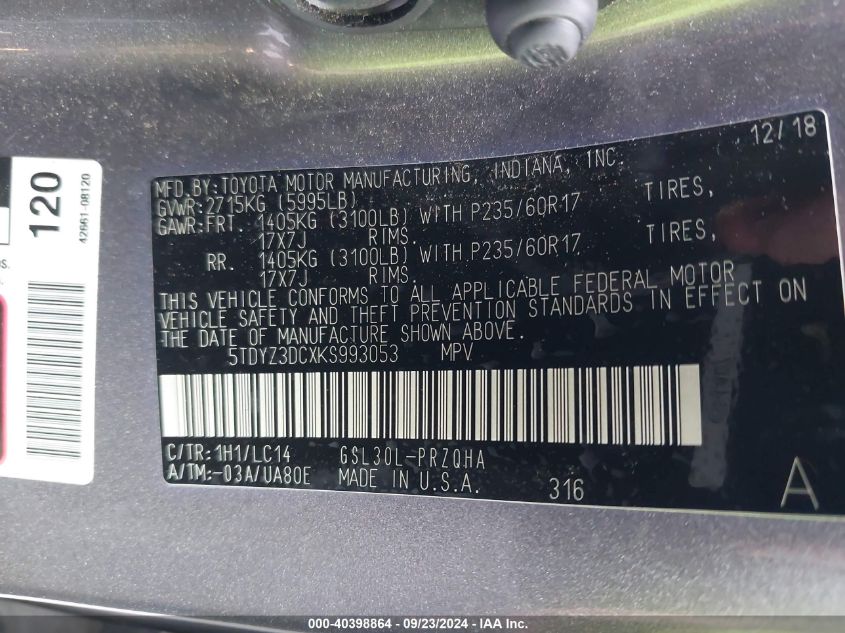 12/18
MFD. BY: TOYOTA MOTOR MANUFACTURING, INDIANA, INC.
GVWR: 2715KG (5995LB)
GAWR: FRT. 1405KG (3100LB) WITH P235/60R17 TIRES,
17X7J RIMS.
RR. 1405KG (3100LB) WITH P235/60R17 TIRES,
17X7J RIMS.
THIS VEHICLE CONFORMS TO ALL APPLICABLE FEDERAL MOTOR
VEHICLE SAFETY AND THEFT PREVENTION STANDARDS IN EFFECT ON
THE DATE OF MANUFACTURE SHOWN ABOVE.
5TDYZ3DCXKS993053 MPV
C/TR: 1H1/LC14 GSL30L-PRZQHA
A/TM:-03A/UA80E MADE IN U.S.A. 316 A
120
42661-08120
000-40398864 - 09/23/2024 - IAA Inc.